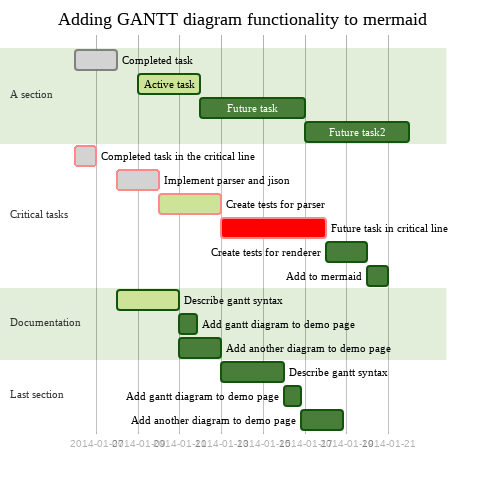 Adding GANTT diagram functionality to mermaid
Completed task
A section
Active task
Future task
Future task2
Completed task in the critical line
Implement parser and jison
Create tests for parser
Critical tasks
Future task in critical line
Create tests for renderer
Add to mermaid
Describe gantt syntax
Documentation
Add gantt diagram to demo page
Add another diagram to demo page
Describe gantt syntax
Last section
Add gantt diagram to demo page
Add another diagram to demo page
2014-01-07 2014-01-09 2014-01-11 2014-01-13 2014-01-15 2014-01-17 2014-01-19 2014-01-21